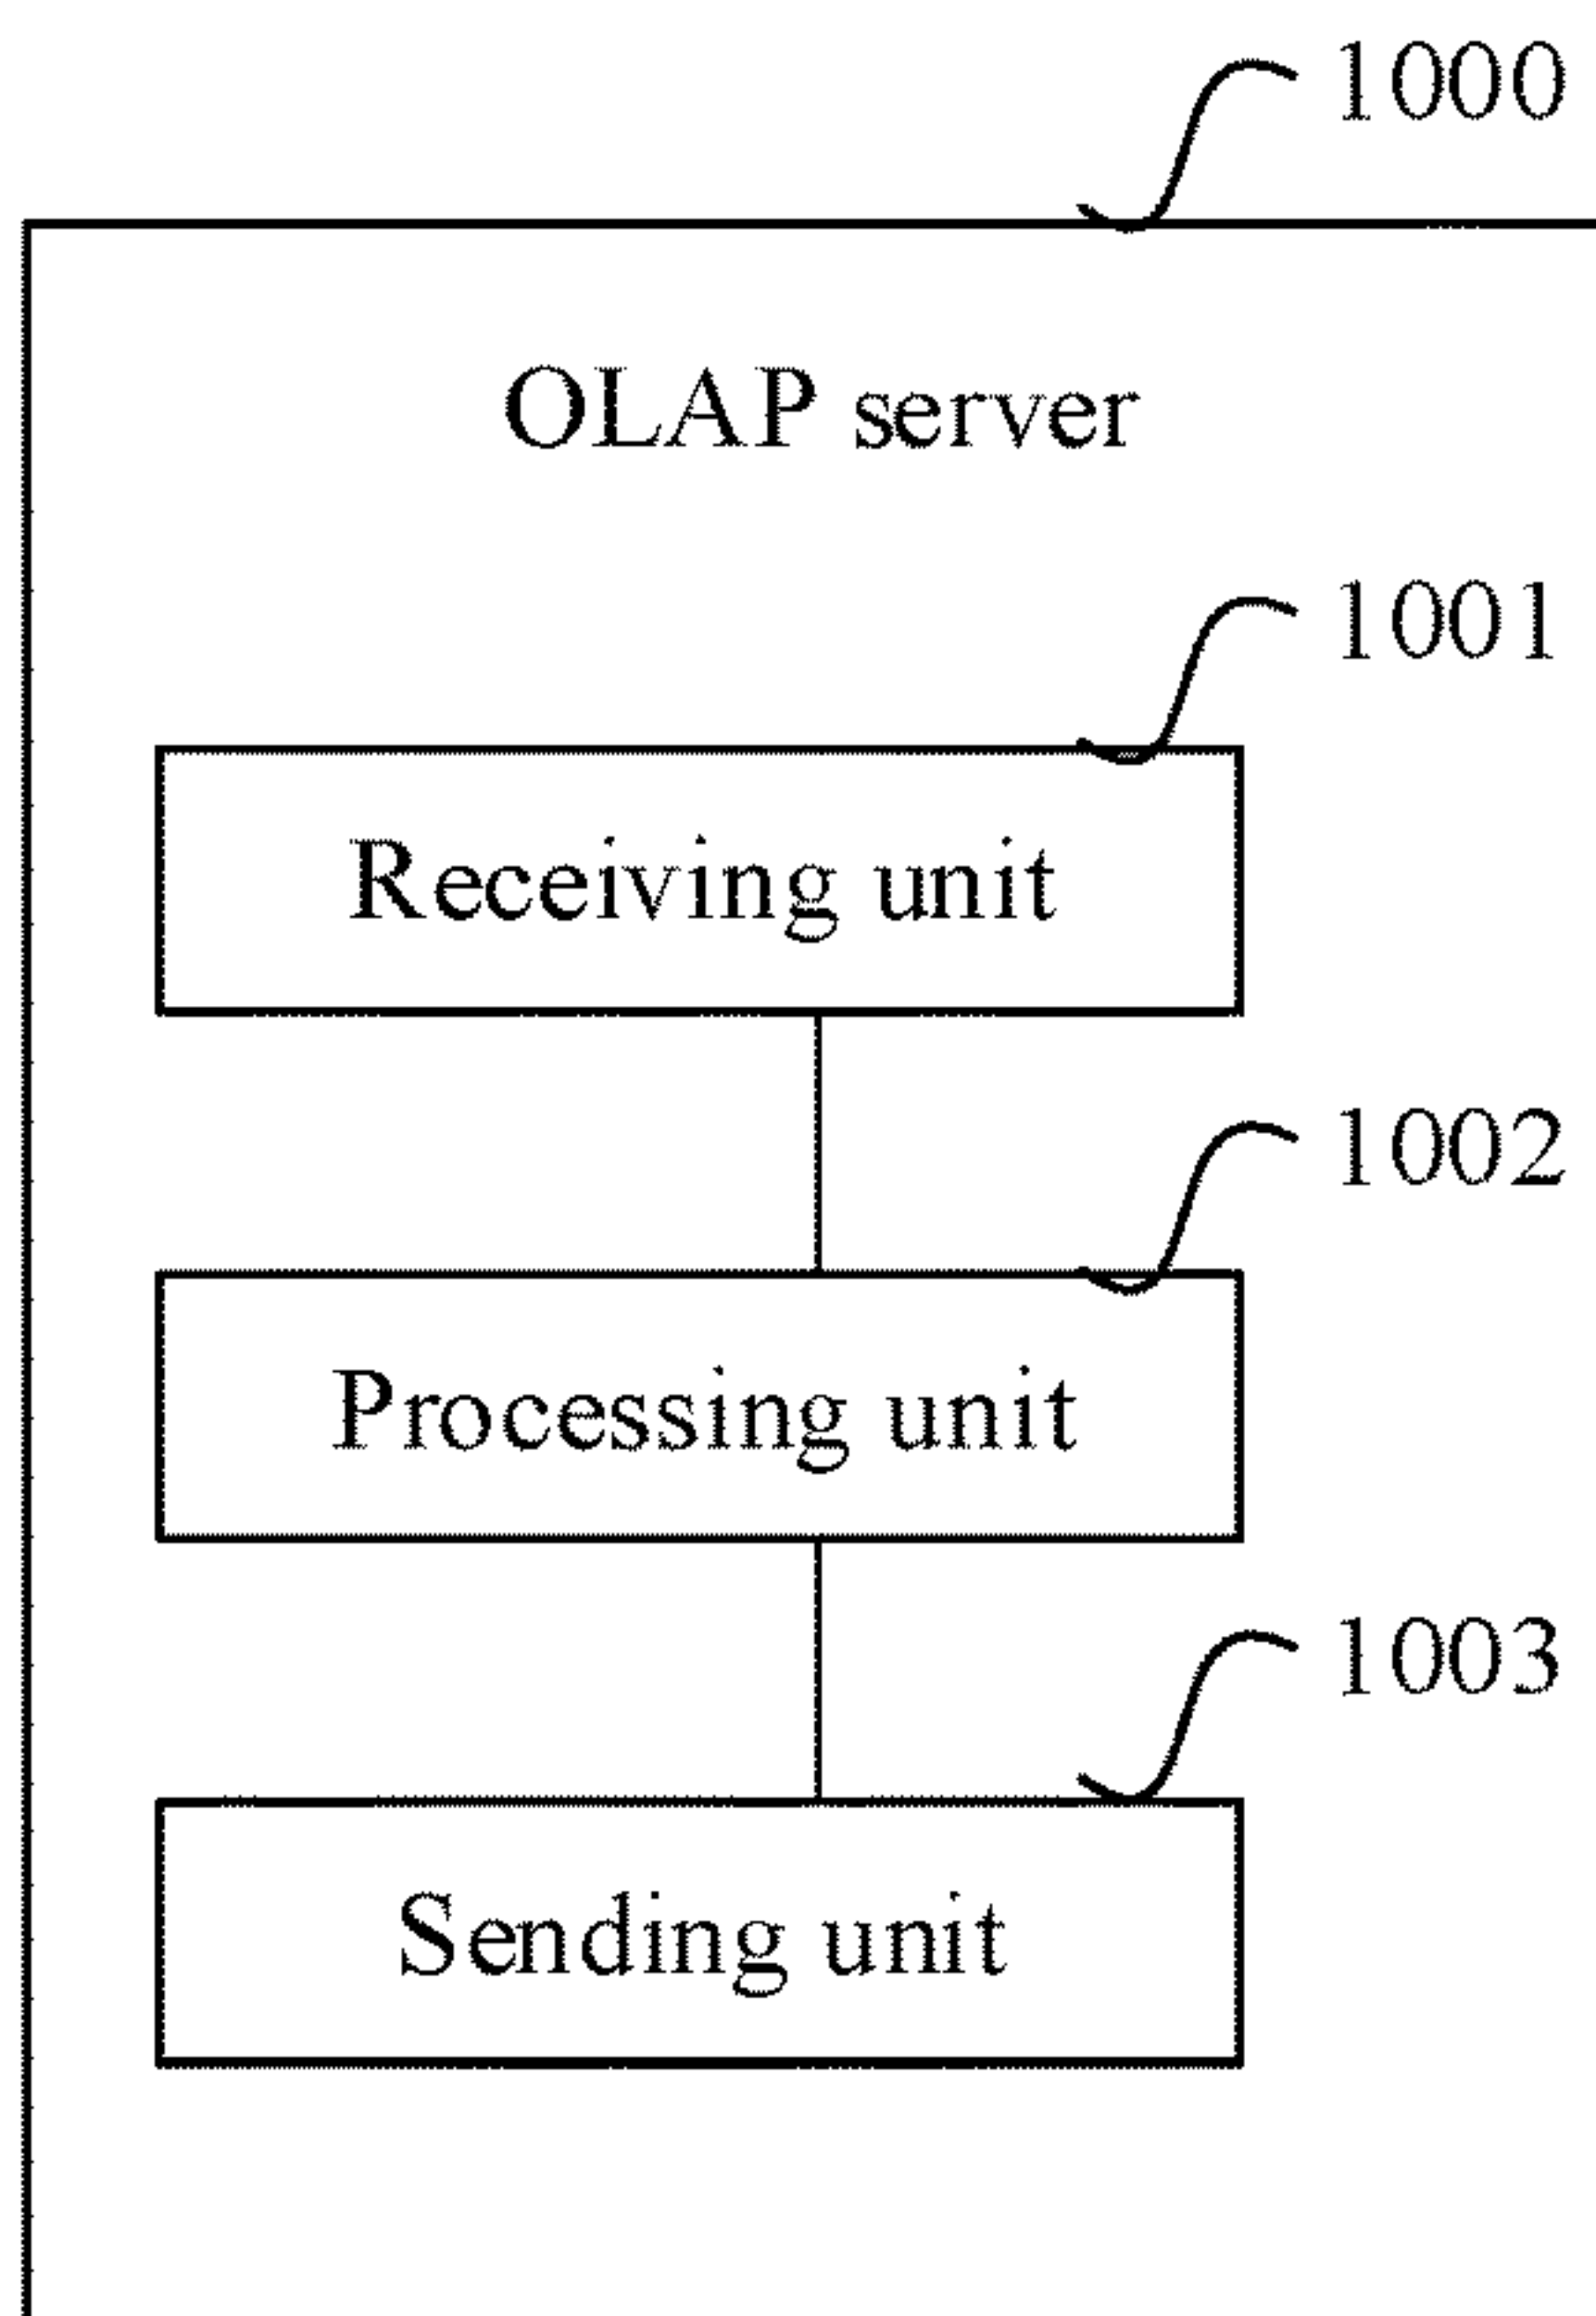 1000
OLAP server
1001
Receiving unit
1002
Processing unit
1003
Sending unit